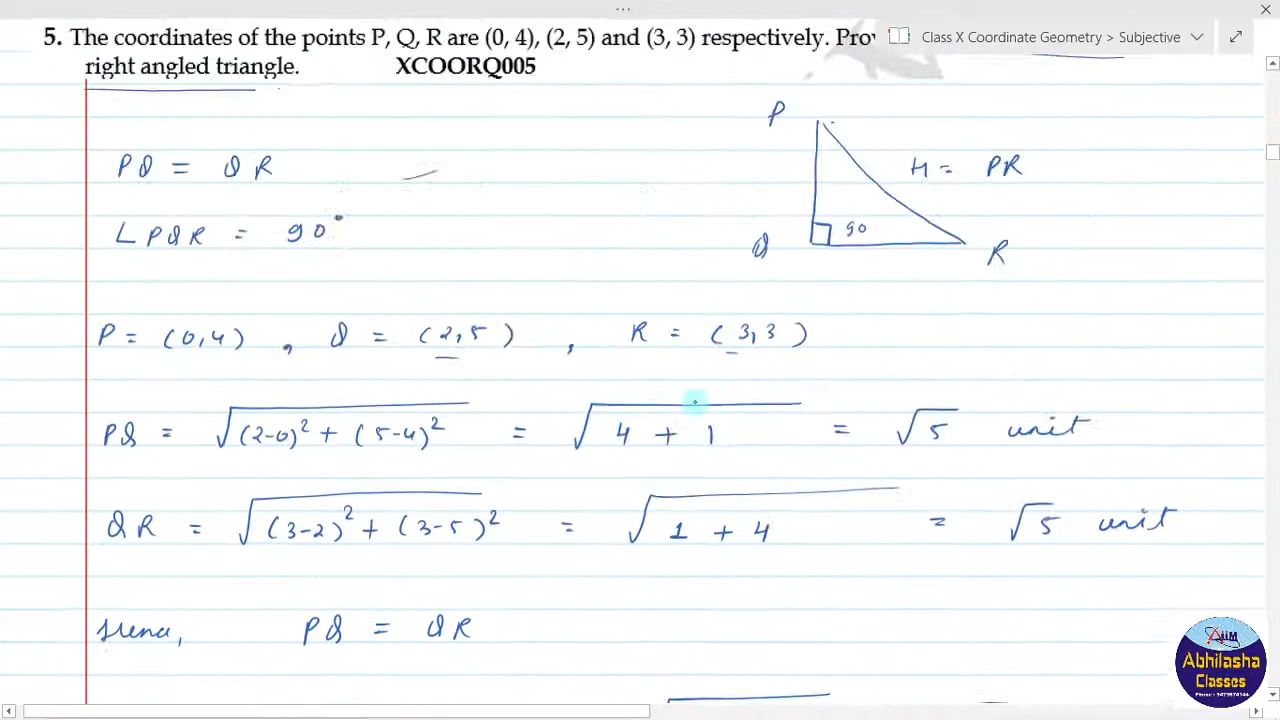 5. The coordinates of the points P, Q, R are (0, 4), (2, 5) and (3, 3) respectively.
Class X Coordinate Geometry > Subjective
right angled triangle. XCOORQ005
P
PQ = QR
H = PR
∠PQR = 90°
90
Q
R
P = (0,4) , Q = (2,5) , R = (3,3)
PQ = √((2-0)² + (5-4)²) = √(4 + 1) = √5 unit
QR = √((3-2)² + (3-5)²) = √(1 + 4) = √5 unit
Hence, PQ = QR
AIM
Abhilasha
Classes